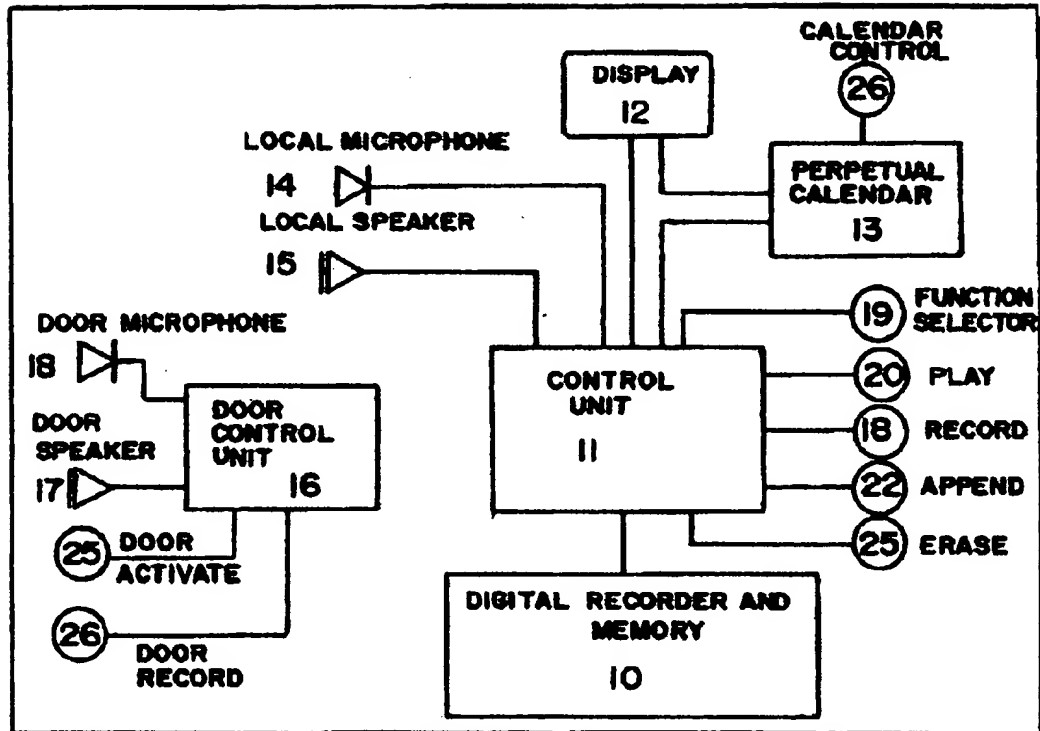 CALENDAR
CONTROL
26
DISPLAY
12
PERPETUAL
CALENDAR
13
LOCAL MICROPHONE
14
LOCAL SPEAKER
15
DOOR MICROPHONE
18
DOOR
SPEAKER
17
DOOR
CONTROL
UNIT
16
25
DOOR
ACTIVATE
26
DOOR
RECORD
CONTROL
UNIT
11
19
FUNCTION
SELECTOR
20 PLAY
18 RECORD
22 APPEND
25 ERASE
DIGITAL RECORDER AND
MEMORY
10